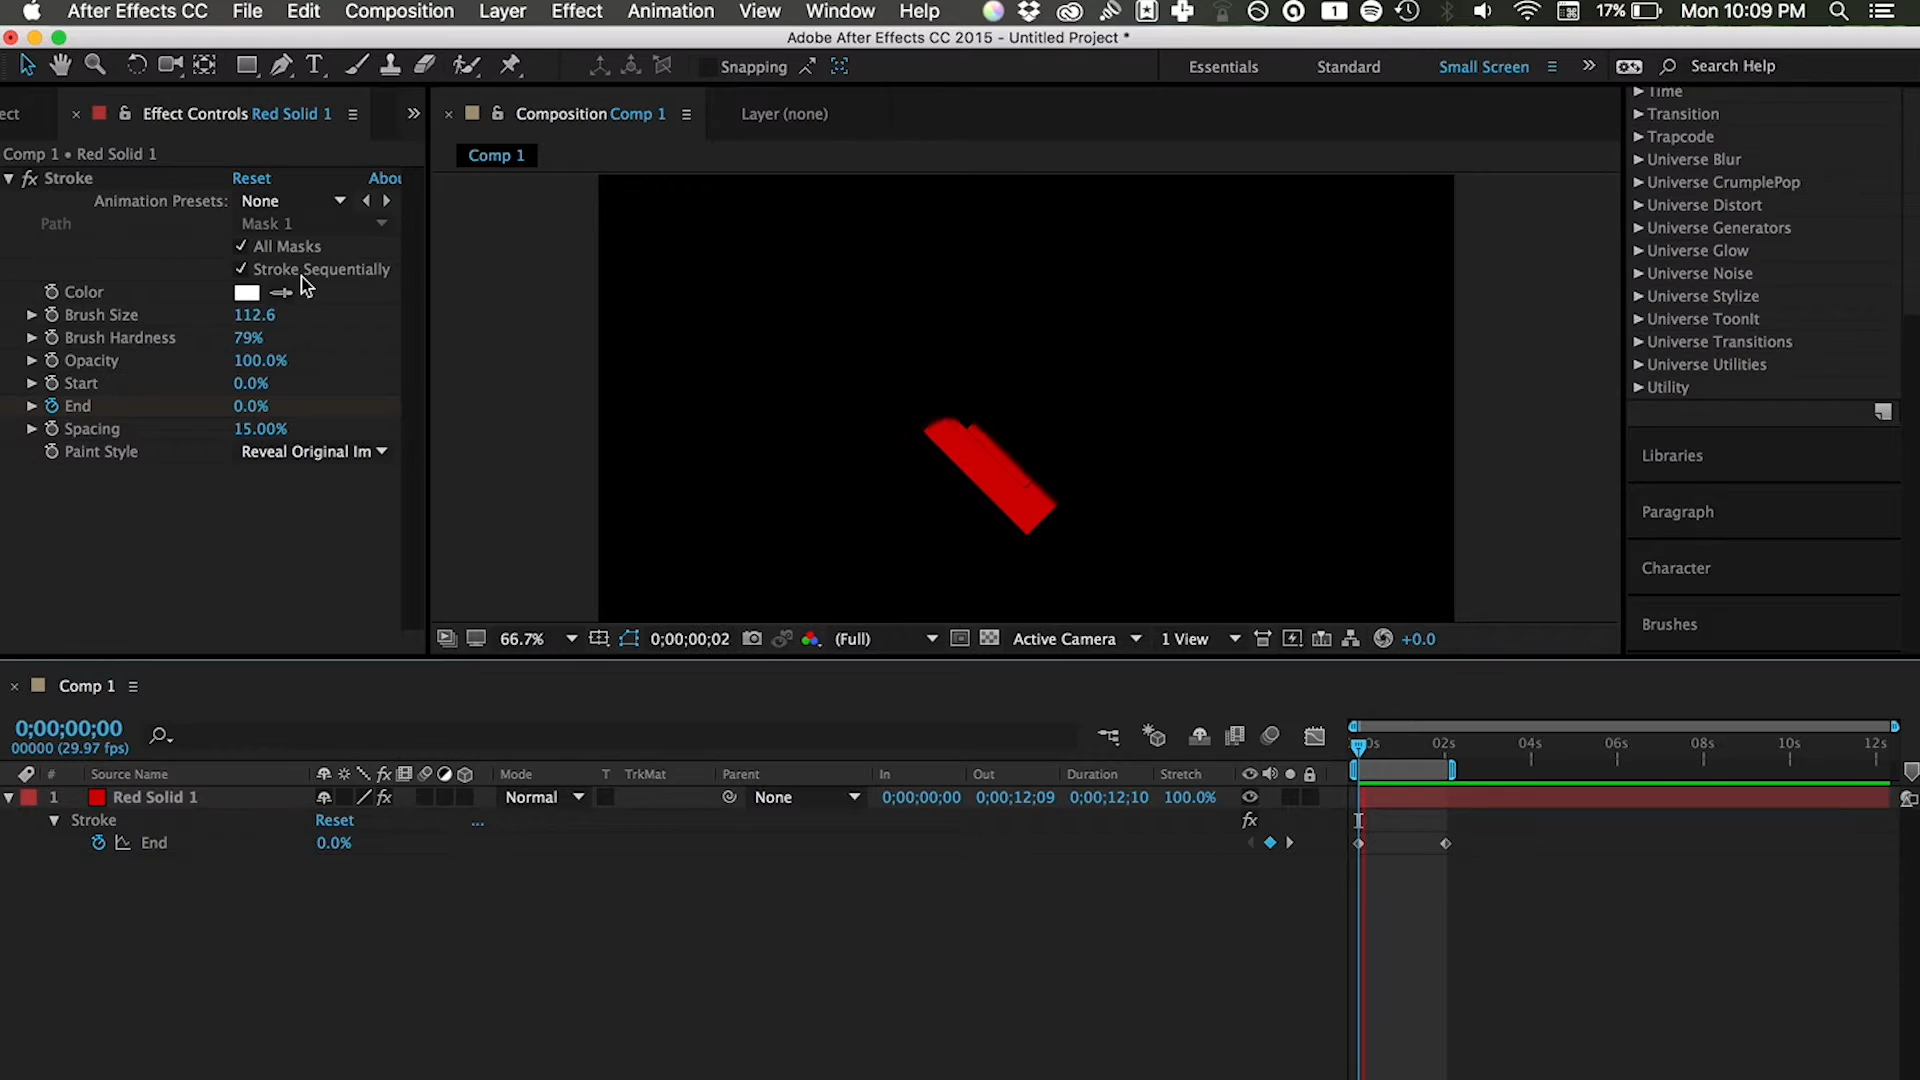 After Effects CC File Edit Composition Layer Effect Animation View Window Help 1 17% Mon 10:09 PM
Adobe After Effects CC 2015 - Untitled Project *
Snapping Essentials Standard Small Screen Search Help
ect Effect Controls Red Solid 1 Composition Comp 1 Layer (none)
Comp 1 • Red Solid 1
Comp 1
fx Stroke Reset Abou
Animation Presets: None
Path Mask 1
All Masks
Stroke Sequentially
Color
Brush Size 112.6
Brush Hardness 79%
Opacity 100.0%
Start 0.0%
End 0.0%
Spacing 15.00%
Paint Style Reveal Original Im
Time
Transition
Trapcode
Universe Blur
Universe CrumplePop
Universe Distort
Universe Generators
Universe Glow
Universe Noise
Universe Stylize
Universe ToonIt
Universe Transitions
Universe Utilities
Utility
Libraries
Paragraph
Character
Brushes
66.7% 0;00;00;02 (Full) Active Camera 1 View +0.0
Comp 1
0;00;00;00
00000 (29.97 fps)
0s 02s 04s 06s 08s 10s 12s
# Source Name fx Mode T TrkMat Parent In Out Duration Stretch
1 Red Solid 1 fx Normal None 0;00;00;00 0;00;12;09 0;00;12;10 100.0%
Stroke Reset ... fx
End 0.0%